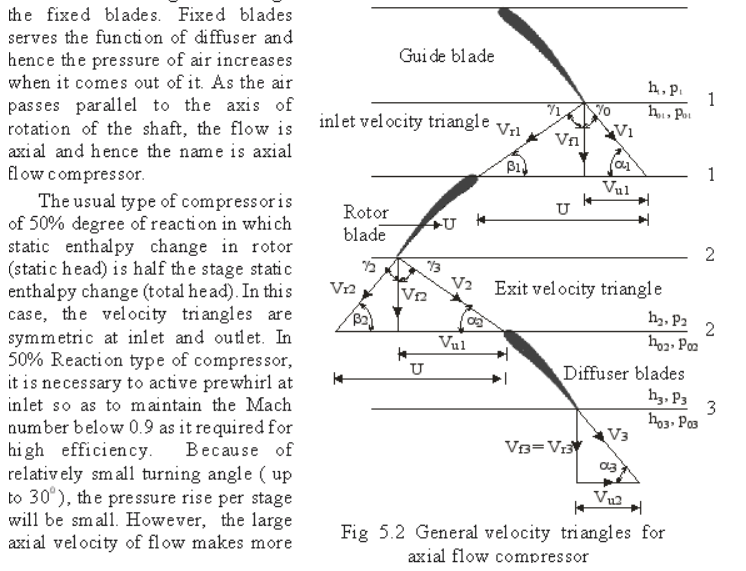 the fixed blades. Fixed blades
serves the function of diffuser and
hence the pressure of air increases
when it comes out of it. As the air
passes parallel to the axis of
rotation of the shaft, the flow is
axial and hence the name is axial
flow compressor.
The usual type of compressor is
of 50% degree of reaction in which
static enthalpy change in rotor
(static head) is half the stage static
enthalpy change (total head). In this
case, the velocity triangles are
symmetric at inlet and outlet. In
50% Reaction type of compressor,
it is necessary to active prewhirl at
inlet so as to maintain the Mach
number below 0.9 as it required for
high efficiency. Because of
relatively small turning angle ( up
to 30°), the pressure rise per stage
will be small. However, the large
axial velocity of flow makes more
Guide blade
h₁, p₁
1
h₀₁, p₀₁
inlet velocity triangle
γ₁ γ₀
Vr1 Vf1 V1
β1 α1
1
Vu1
U
Rotor
blade
U
2
γ2 γ3
Vr2 Vf2 V2
Exit velocity triangle
β2 α2
h2, p2
2
h02, p02
Vu1
U
Diffuser blades
h3, p3
3
h03, p03
V3
Vf3= Vr3
α3
Vu2
Fig 5.2 General velocity triangles for
axial flow compressor